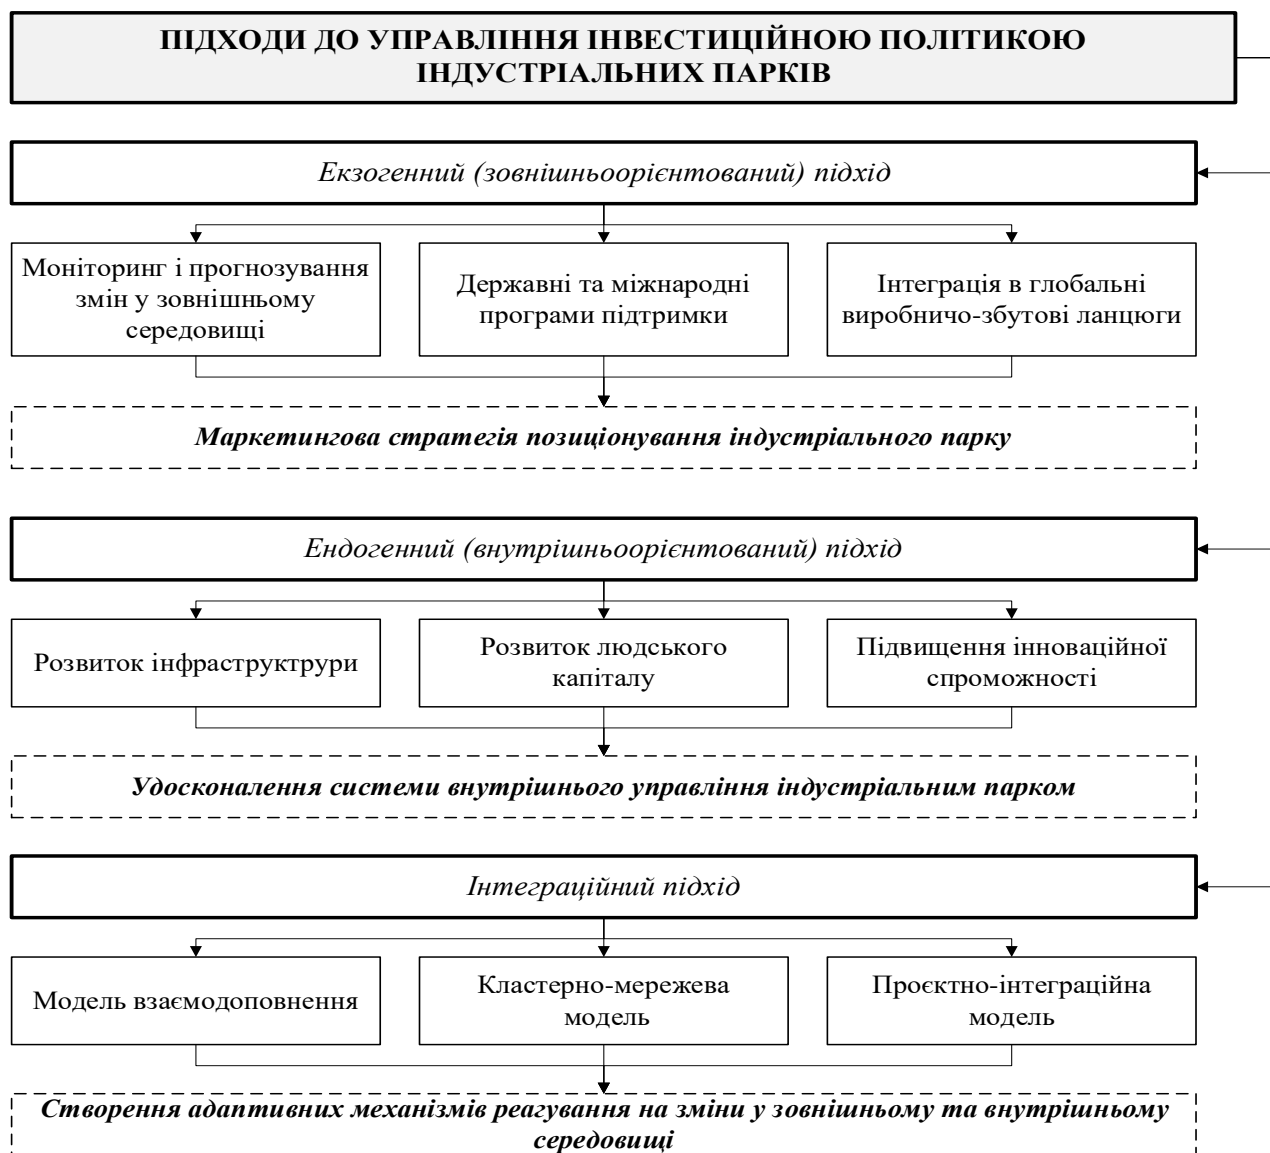 ПІДХОДИ ДО УПРАВЛІННЯ ІНВЕСТИЦІЙНОЮ ПОЛІТИКОЮ
ІНДУСТРІАЛЬНИХ ПАРКІВ
Екзогенний (зовнішньоорієнтований) підхід
Моніторинг і прогнозування
змін у зовнішньому
середовищі
Державні та міжнародні
програми підтримки
Інтеграція в глобальні
виробничо-збутові ланцюги
Маркетингова стратегія позиціонування індустріального парку
Ендогенний (внутрішньоорієнтований) підхід
Розвиток інфраструктрури
Розвиток людського
капіталу
Підвищення інноваційної
спроможності
Удосконалення системи внутрішнього управління індустріальним парком
Інтеграційний підхід
Модель взаємодоповнення
Кластерно-мережева
модель
Проєктно-інтеграційна
модель
Створення адаптивних механізмів реагування на зміни у зовнішньому та внутрішньому
середовищі